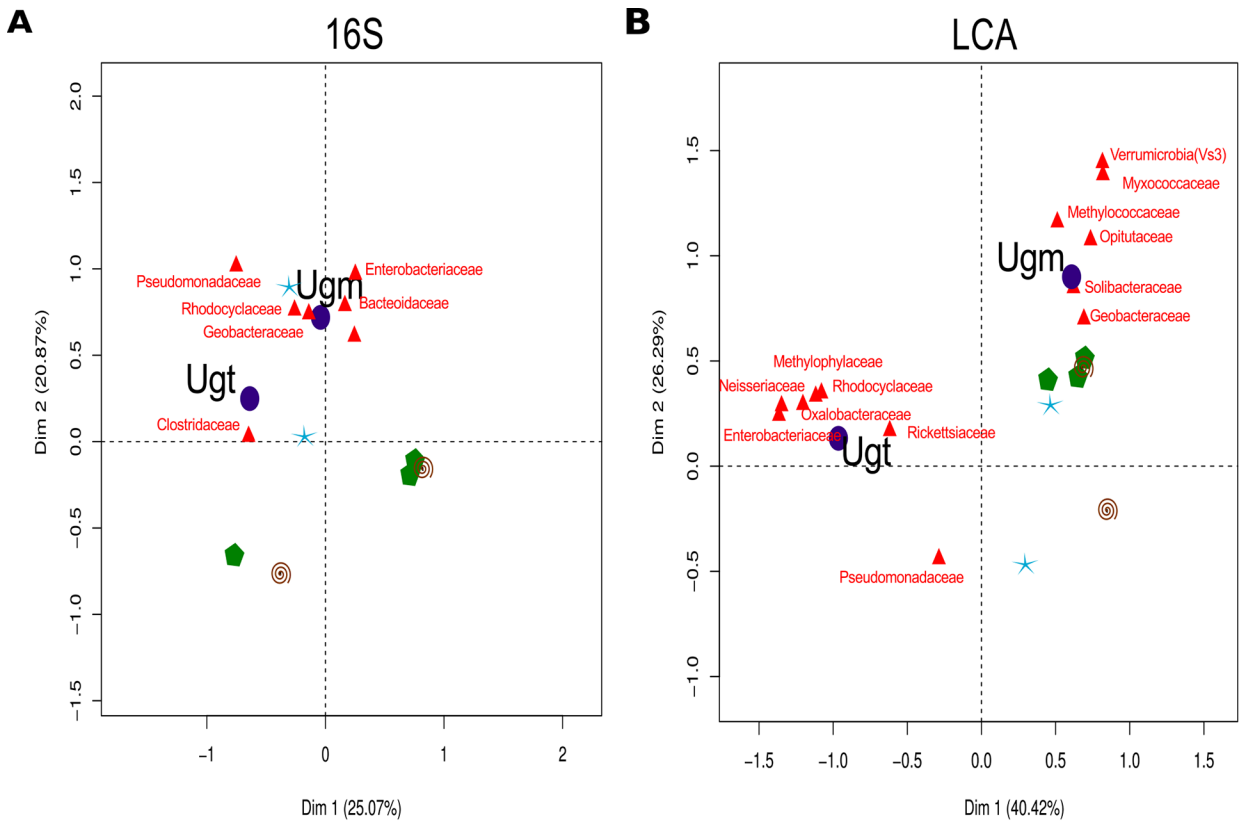 A
16S
Dim 2 (20.87%)
2.0
1.5
1.0
0.5
0.0
−0.5
−1.0
−1.5
Pseudomonadaceae
Enterobacteriaceae
Ugm
Rhodocyclaceae
Bacteoidaceae
Geobacteraceae
Ugt
Clostridaceae
−1
0
1
2
Dim 1 (25.07%)
B
LCA
Dim 2 (26.29%)
1.5
1.0
0.5
0.0
−0.5
−1.0
Verrumicrobia(Vs3)
Myxococcaceae
Methylococcaceae
Opitutaceae
Ugm
Solibacteraceae
Geobacteraceae
Methylophylaceae
Neisseriaceae
Rhodocyclaceae
Oxalobacteraceae
Enterobacteriaceae
Rickettsiaceae
Ugt
Pseudomonadaceae
−1.5
−1.0
−0.5
0.0
0.5
1.0
1.5
Dim 1 (40.42%)